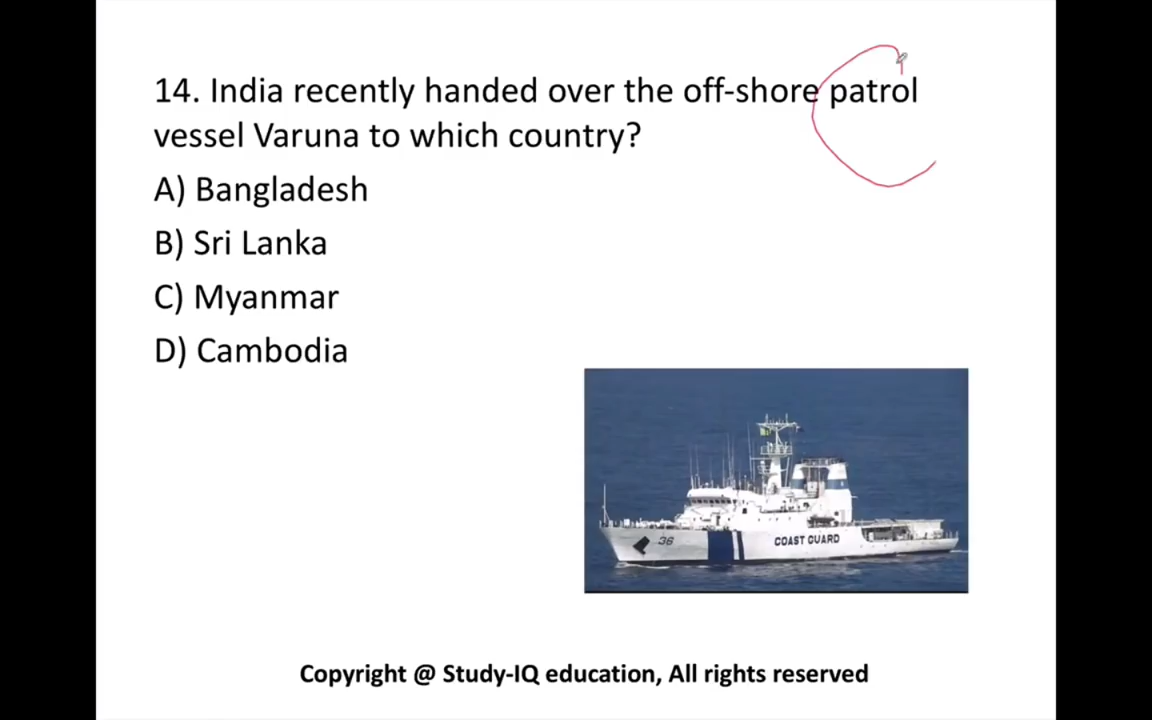 14. India recently handed over the off-shore patrol
vessel Varuna to which country?
A) Bangladesh
B) Sri Lanka
C) Myanmar
D) Cambodia
36
COAST GUARD
Copyright @ Study-IQ education, All rights reserved